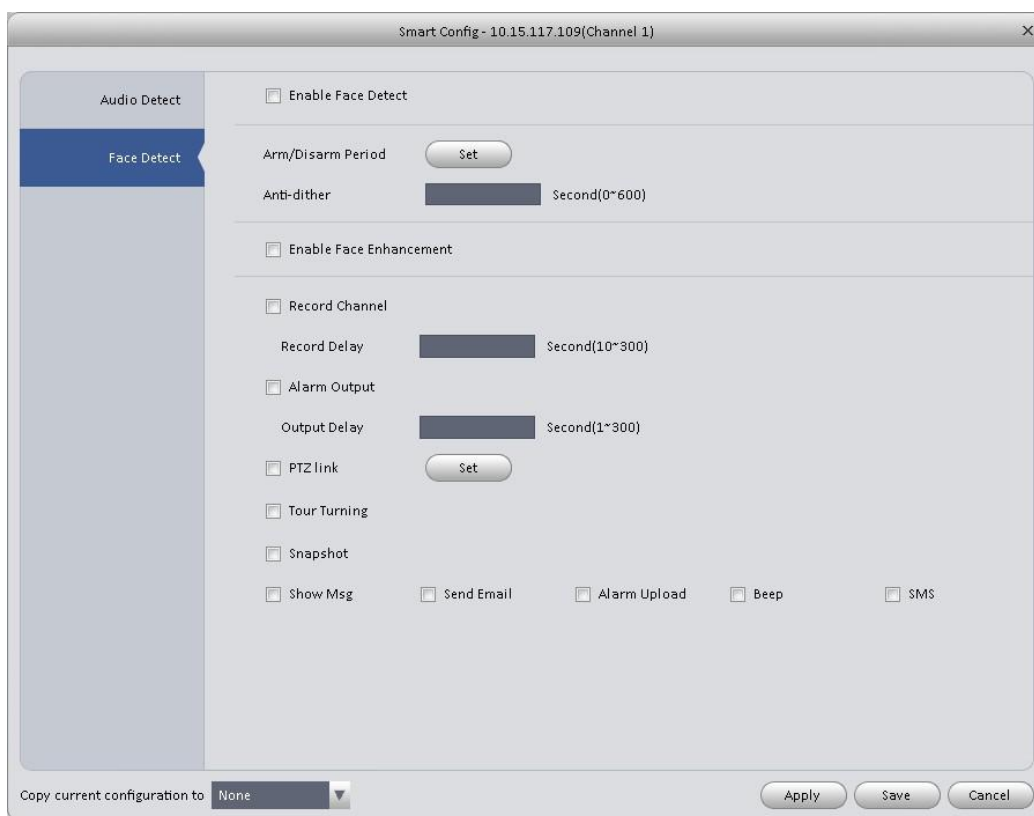 Smart Config - 10.15.117.109(Channel 1)
Audio Detect
Face Detect
Enable Face Detect
Arm/Disarm Period Set
Anti-dither Second(0~600)
Enable Face Enhancement
Record Channel
Record Delay Second(10~300)
Alarm Output
Output Delay Second(1~300)
PTZ link Set
Tour Turning
Snapshot
Show Msg Send Email Alarm Upload Beep SMS
Copy current configuration to None Apply Save Cancel